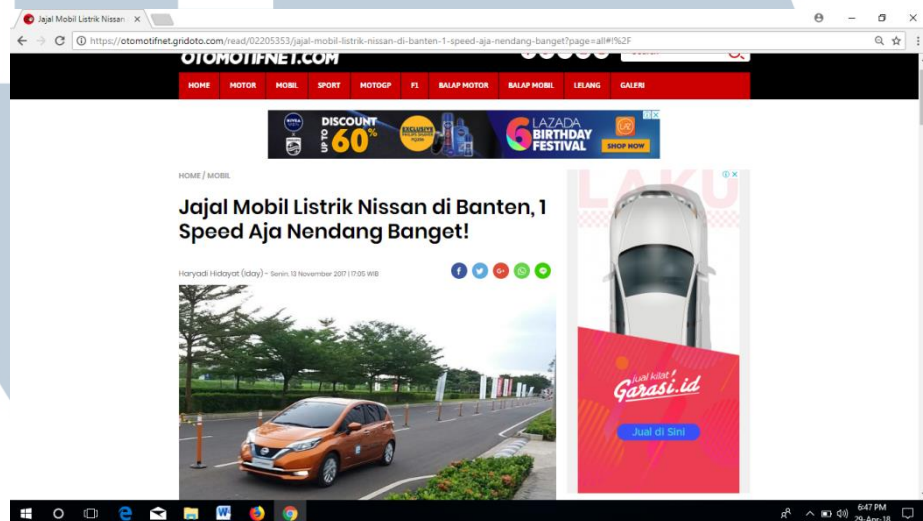 Jajal Mobil Listrik Nissan
https://otomotifnet.gridoto.com/read/02205353/jajal-mobil-listrik-nissan-di-banten-1-speed-aja-nendang-banget?page=all#!%2F
OTOMOTIFNET.COM
HOME MOTOR MOBIL SPORT MOTOGP F1 BALAP MOTOR BALAP MOBIL LELANG GALERI
NIVEA
PHILIPS
DISCOUNT
UP TO 60%
EXCLUSIVE
LAZADA
BIRTHDAY
FESTIVAL
SHOP NOW
HOME / MOBIL
LAKU
Jajal Mobil Listrik Nissan di Banten, 1
Speed Aja Nendang Banget!
Haryadi Hidayat (Iday) - Senin, 13 November 2017 | 17:05 WIB
jual kilat
Garasi.id
Jual di Sini
6:47 PM
29-Apr-18